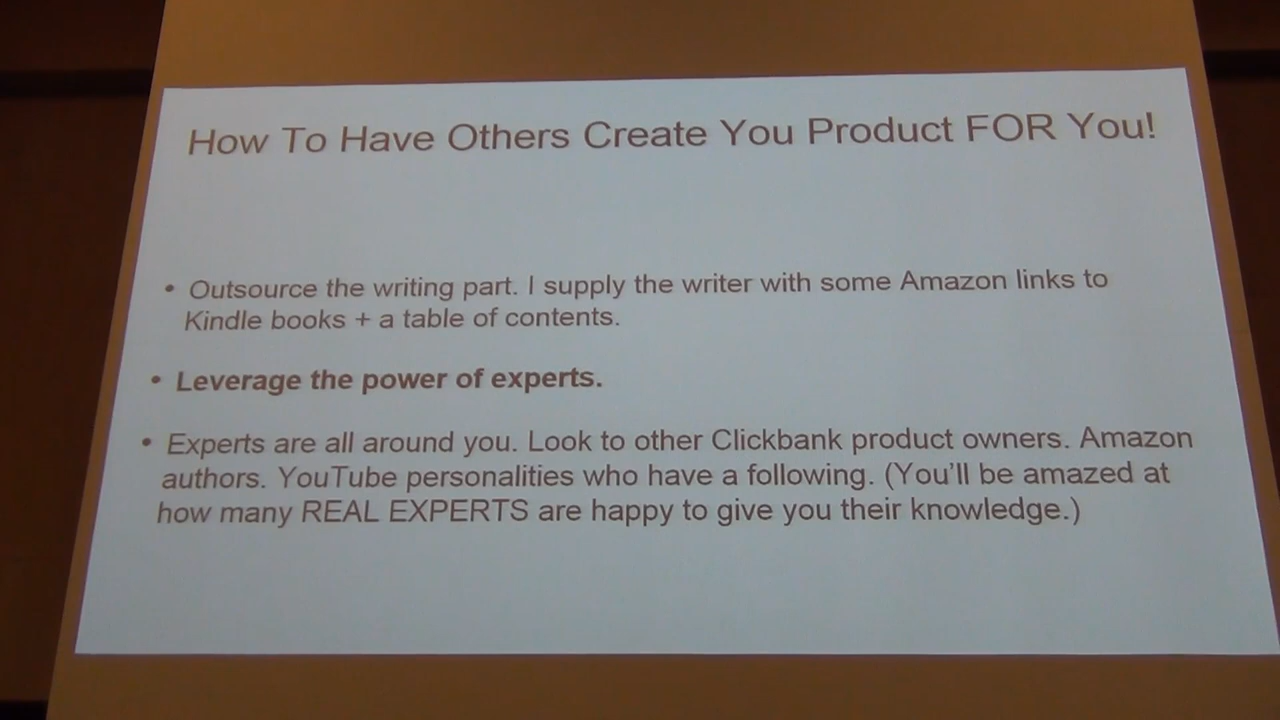 How To Have Others Create You Product FOR You!
• Outsource the writing part. I supply the writer with some Amazon links to
Kindle books + a table of contents.
• Leverage the power of experts.
• Experts are all around you. Look to other Clickbank product owners. Amazon
authors. YouTube personalities who have a following. (You'll be amazed at
how many REAL EXPERTS are happy to give you their knowledge.)